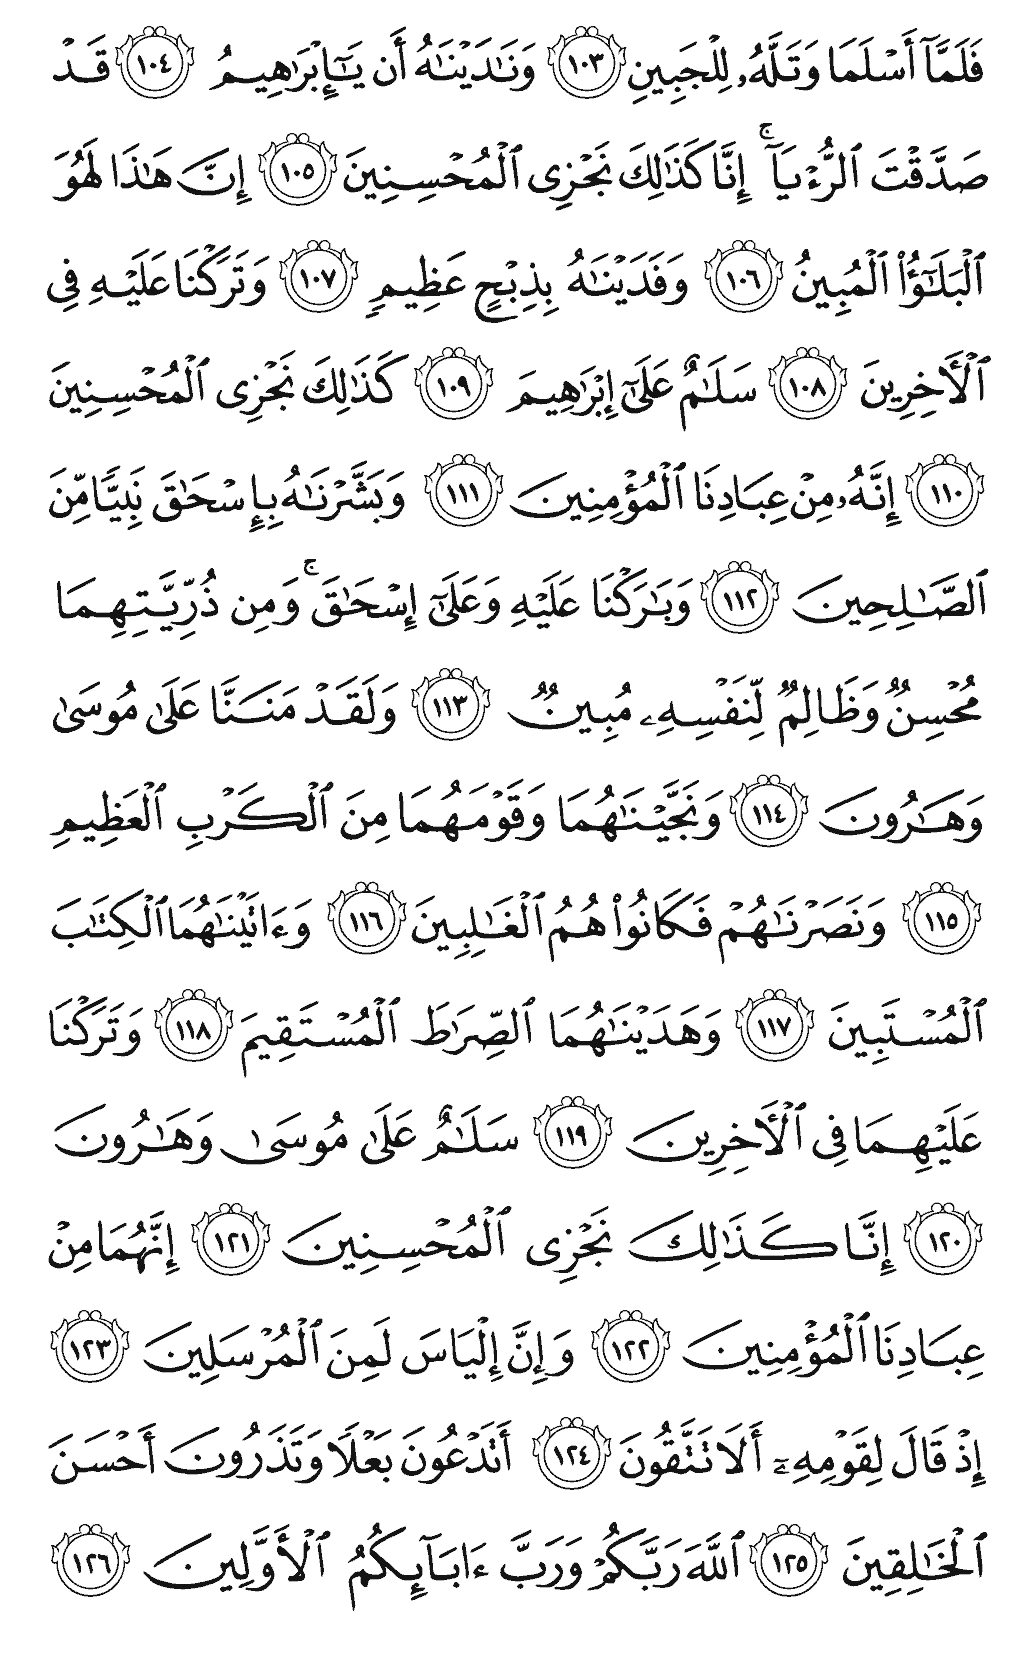 فَلَمَّآ أَسْلَمَا وَتَلَّهُۥ لِلْجَبِينِ ١٠٣ وَنَـٰدَيْنَـٰهُ أَن يَـٰٓإِبْرَٰهِيمُ ١٠٤ قَدْ
صَدَّقْتَ ٱلرُّءْيَآ ۚ إِنَّا كَذَٰلِكَ نَجْزِى ٱلْمُحْسِنِينَ ١٠٥ إِنَّ هَـٰذَا لَهُوَ
ٱلْبَلَـٰٓؤُا۟ ٱلْمُبِينُ ١٠٦ وَفَدَيْنَـٰهُ بِذِبْحٍ عَظِيمٍ ١٠٧ وَتَرَكْنَا عَلَيْهِ فِى
ٱلْـَٔاخِرِينَ ١٠٨ سَلَـٰمٌ عَلَىٰٓ إِبْرَٰهِيمَ ١٠٩ كَذَٰلِكَ نَجْزِى ٱلْمُحْسِنِينَ
١١٠ إِنَّهُۥ مِنْ عِبَادِنَا ٱلْمُؤْمِنِينَ ١١١ وَبَشَّرْنَـٰهُ بِإِسْحَـٰقَ نَبِيًّا مِّنَ
ٱلصَّـٰلِحِينَ ١١٢ وَبَـٰرَكْنَا عَلَيْهِ وَعَلَىٰٓ إِسْحَـٰقَ ۚ وَمِن ذُرِّيَّتِهِمَا
مُحْسِنٌ وَظَالِمٌ لِّنَفْسِهِۦ مُبِينٌ ١١٣ وَلَقَدْ مَنَنَّا عَلَىٰ مُوسَىٰ
وَهَـٰرُونَ ١١٤ وَنَجَّيْنَـٰهُمَا وَقَوْمَهُمَا مِنَ ٱلْكَرْبِ ٱلْعَظِيمِ
١١٥ وَنَصَرْنَـٰهُمْ فَكَانُوا۟ هُمُ ٱلْغَـٰلِبِينَ ١١٦ وَءَاتَيْنَـٰهُمَا ٱلْكِتَـٰبَ
ٱلْمُسْتَبِينَ ١١٧ وَهَدَيْنَـٰهُمَا ٱلصِّرَٰطَ ٱلْمُسْتَقِيمَ ١١٨ وَتَرَكْنَا
عَلَيْهِمَا فِى ٱلْـَٔاخِرِينَ ١١٩ سَلَـٰمٌ عَلَىٰ مُوسَىٰ وَهَـٰرُونَ
١٢٠ إِنَّا كَذَٰلِكَ نَجْزِى ٱلْمُحْسِنِينَ ١٢١ إِنَّهُمَا مِنْ
عِبَادِنَا ٱلْمُؤْمِنِينَ ١٢٢ وَإِنَّ إِلْيَاسَ لَمِنَ ٱلْمُرْسَلِينَ ١٢٣
إِذْ قَالَ لِقَوْمِهِۦٓ أَلَا تَتَّقُونَ ١٢٤ أَتَدْعُونَ بَعْلًا وَتَذَرُونَ أَحْسَنَ
ٱلْخَـٰلِقِينَ ١٢٥ ٱللَّهَ رَبَّكُمْ وَرَبَّ ءَابَآئِكُمُ ٱلْأَوَّلِينَ ١٢٦